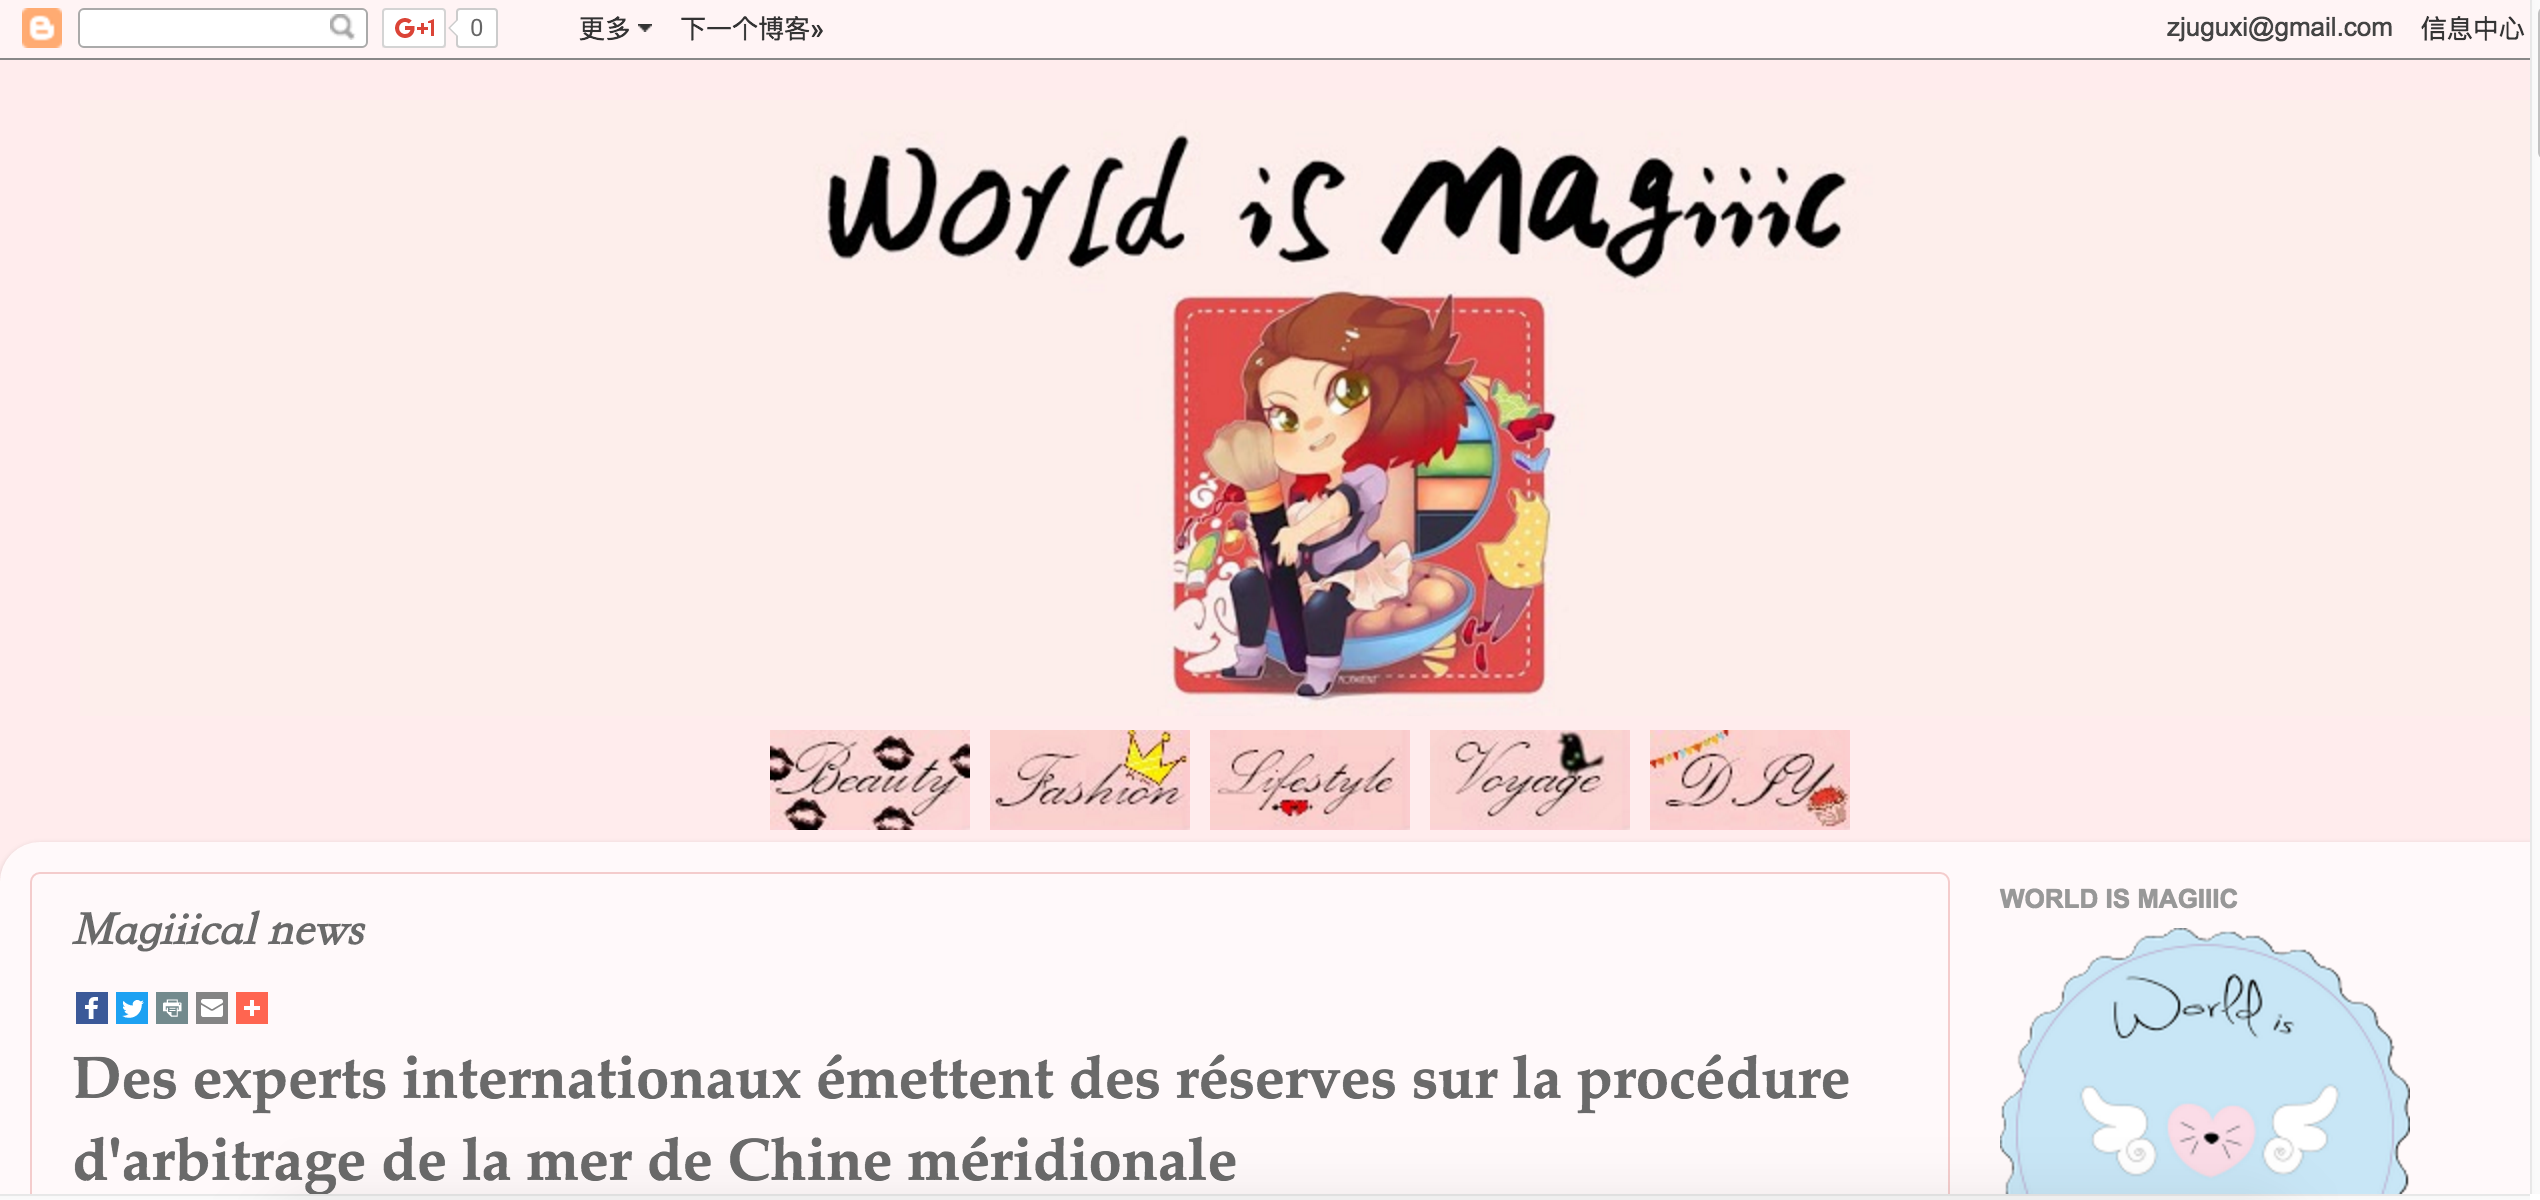 G+1 0 更多 下一个博客» zjuguxi@gmail.com 信息中心
World is Magiiic
Beauty Fashion Lifestyle Voyage DIY
Magiiical news
Des experts internationaux émettent des réserves sur la procédure
d'arbitrage de la mer de Chine méridionale
WORLD IS MAGIIIC
World is